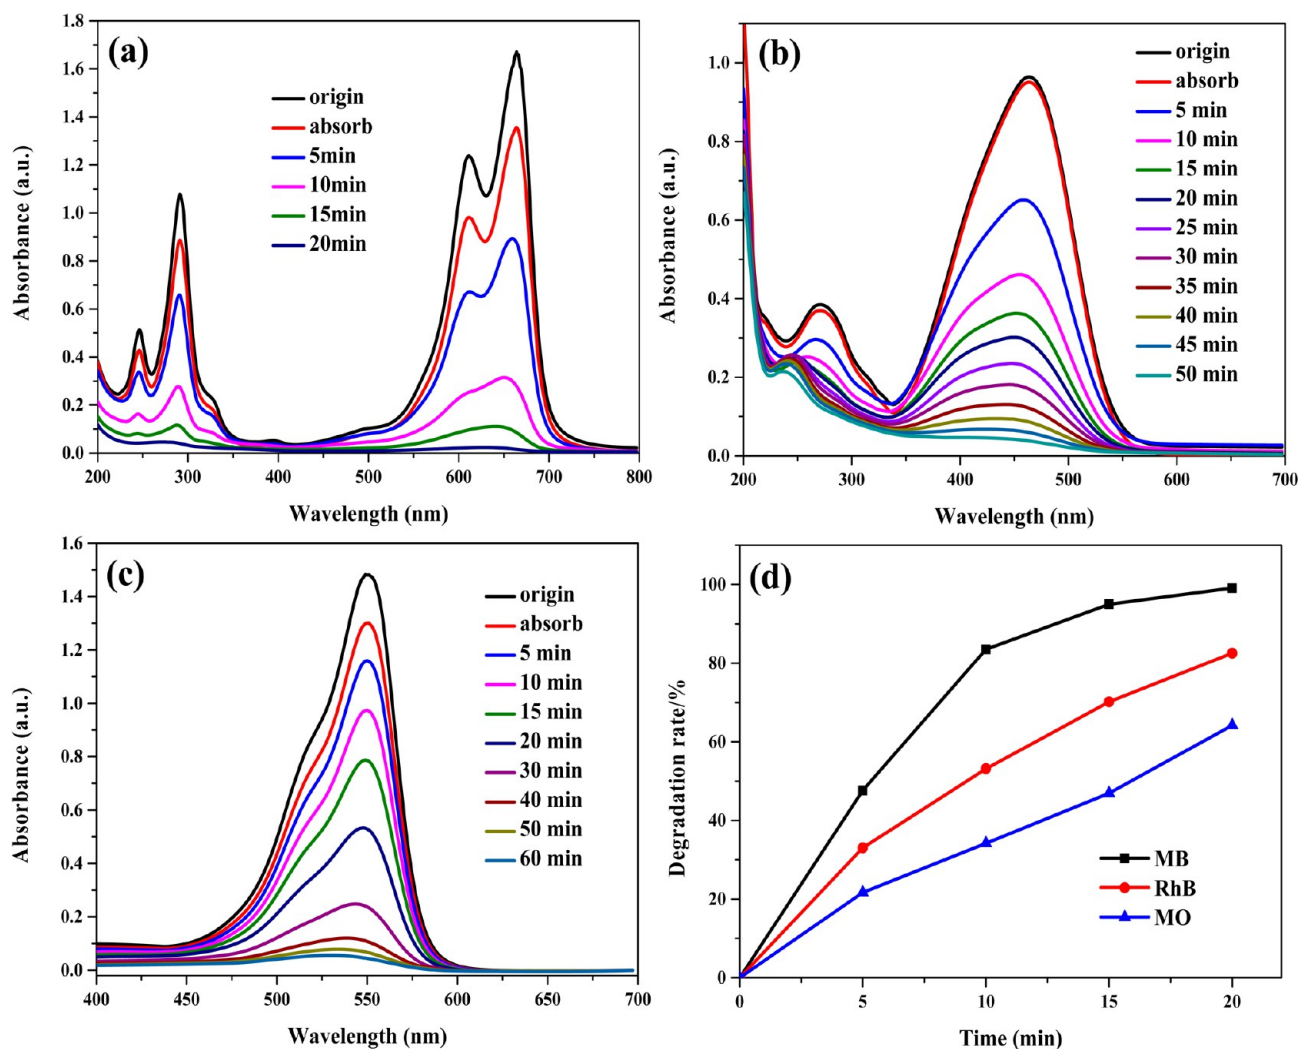 (a)
Absorbance (a.u.)
1.8
1.6
1.4
1.2
1.0
0.8
0.6
0.4
0.2
0.0
origin
absorb
5min
10min
15min
20min
200 300 400 500 600 700 800
Wavelength (nm)
(b)
Absorbance (a.u.)
1.0
0.8
0.6
0.4
0.2
0.0
origin
absorb
5 min
10 min
15 min
20 min
25 min
30 min
35 min
40 min
45 min
50 min
200 300 400 500 600 700
Wavelength (nm)
(c)
Absorbance (a.u.)
1.6
1.4
1.2
1.0
0.8
0.6
0.4
0.2
0.0
origin
absorb
5 min
10 min
15 min
20 min
30 min
40 min
50 min
60 min
400 450 500 550 600 650 700
Wavelength (nm)
(d)
Degradation rate/%
100
80
60
40
20
0
MB
RhB
MO
0 5 10 15 20
Time (min)